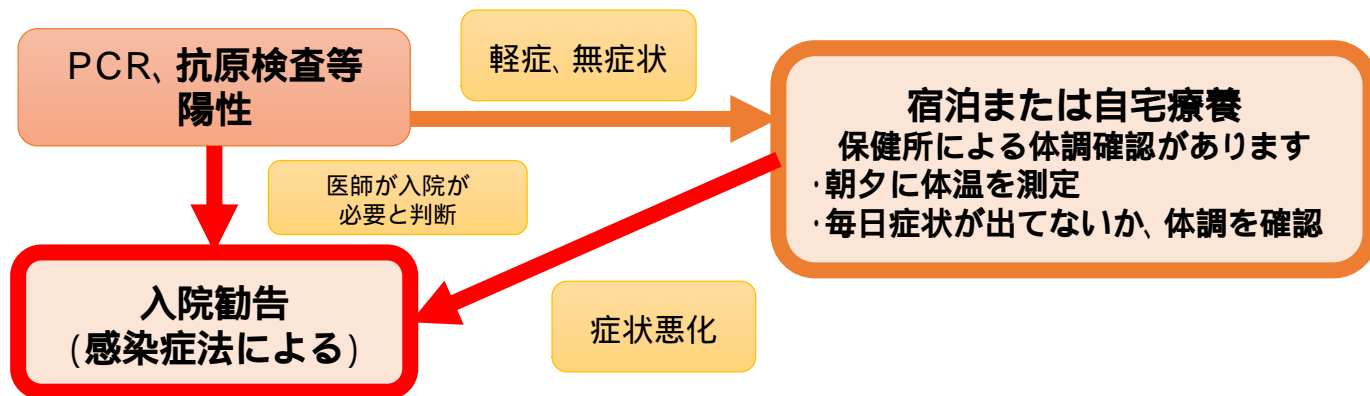 PCR、抗原検査等
陽性
軽症、無症状
宿泊または自宅療養
保健所による体調確認があります
・朝夕に体温を測定
・毎日症状が出てないか、体調を確認
医師が入院が
必要と判断
入院勧告
(感染症法による)
症状悪化